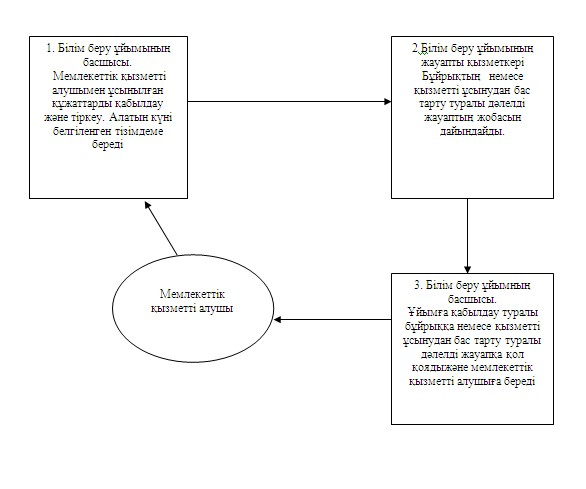 1. Білім беру ұйымының
басшысы.
Мемлекеттік қызметті
алушымен ұсынылған
құжаттарды қабылдау
және тіркеу. Алатын күні
белгіленген тізімдеме
береді
2.Білім беру ұйымының
жауапты қызметкері
Бұйрықтың немесе
қызметті ұсынудан бас
тарту туралы дәлелді
жауаптың жобасын
дайындайды.
Мемлекеттік
қызметті алушы
3. Білім беру ұйымның
басшысы.
Ұйымға қабылдау туралы
бұйрыққа немесе қызметті
ұсынудан бас тарту туралы
дәлелді жауапқа қол
қоядыжәне мемлекеттік
қызметті алушыға береді